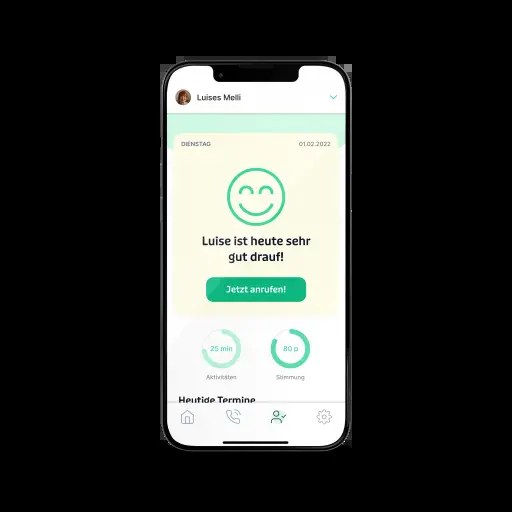 Luises Melli
DIENSTAG 01.02.2022
Luise ist heute sehr
gut drauf!
Jetzt anrufen!
25 min 80 p
Aktivitäten Stimmung
Heutige Termine